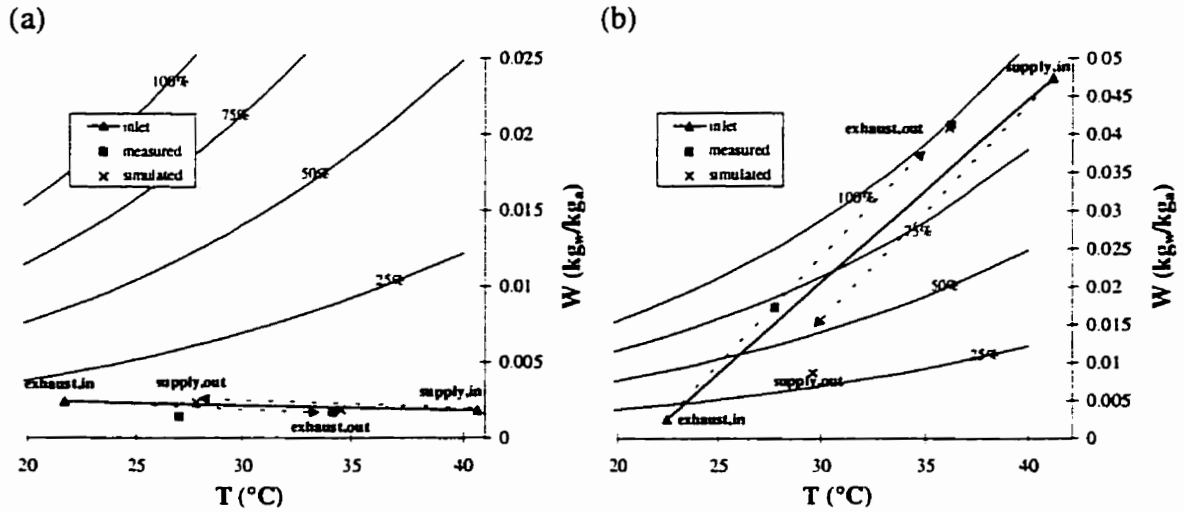 (a)
0.025
0.02
0.015
0.01
0.005
0
W (kgw/kga)
100%
75%
50%
25%
inlet
measured
simulated
exhaust,in
supply,out
supply,in
exhaust,out
20
25
30
35
40
T (°C)
(b)
0.05
0.045
0.04
0.035
0.03
0.025
0.02
0.015
0.01
0.005
0
W (kgw/kga)
supply,in
exhaust,out
inlet
measured
simulated
100%
75%
50%
25%
supply,out
exhaust,in
20
25
30
35
40
T (°C)